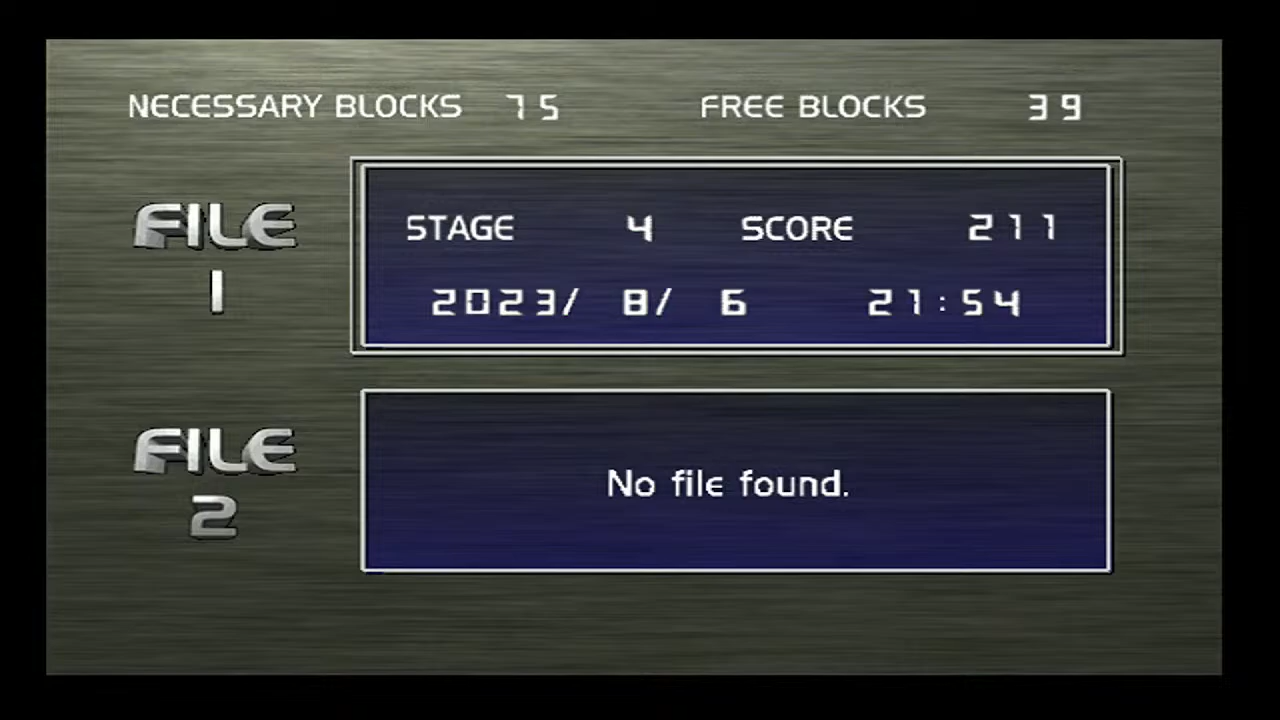 NECESSARY BLOCKS 75 FREE BLOCKS 39
FILE 1
STAGE 4 SCORE 211
2023/ 8/ 6 21:54
FILE 2
No file found.